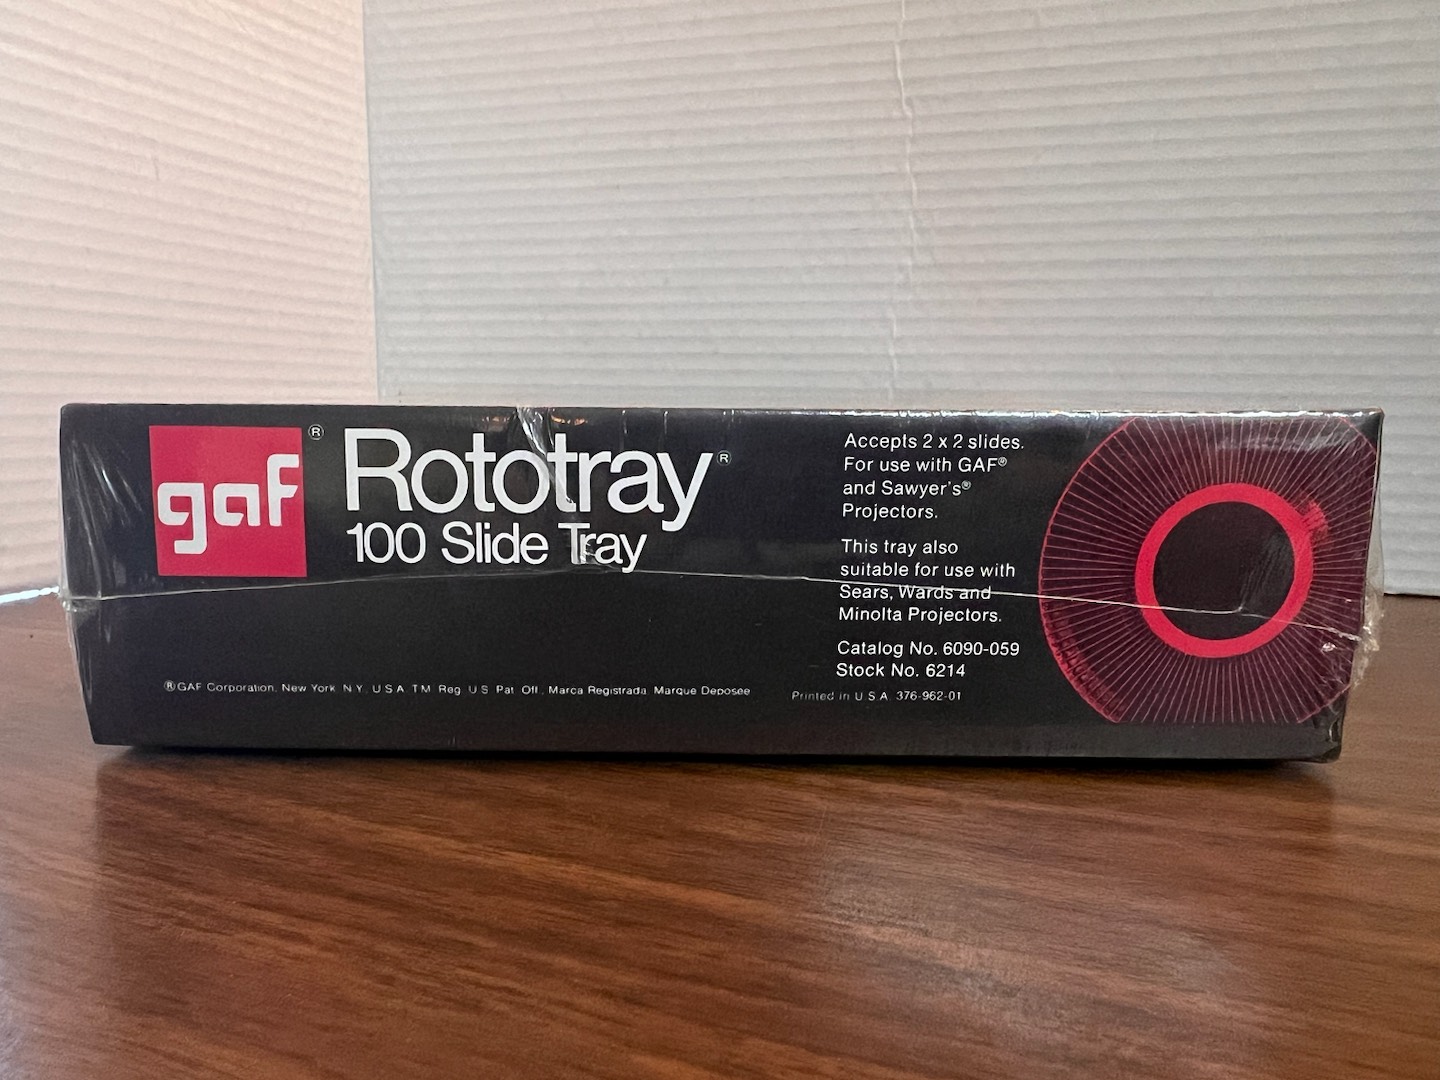 gaf®
Rototray®
100 Slide Tray
Accepts 2 x 2 slides.
For use with GAF®
and Sawyer's®
Projectors.
This tray also
suitable for use with
Sears, Wards and
Minolta Projectors.
Catalog No. 6090-059
Stock No. 6214
®GAF Corporation. New York N.Y. U.S.A. TM Reg. U.S. Pat. Off., Marca Registrada. Marque Deposée
Printed in U.S.A. 376-962-01